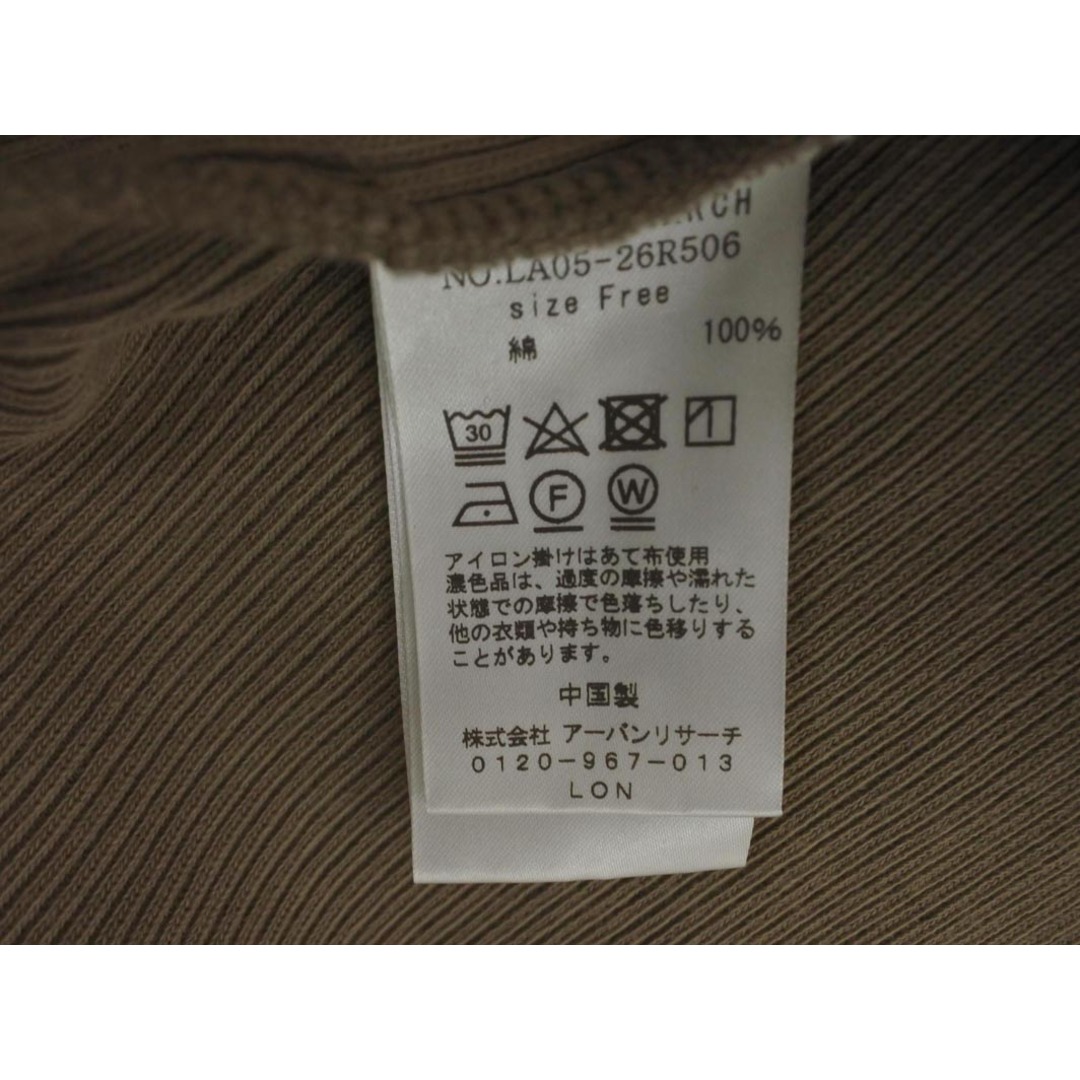 NO.LA05-26R506
size Free
綿 100%
30
F W
アイロン掛けはあて布使用
濃色品は、過度の摩擦や濡れた
状態での摩擦で色落ちしたり、
他の衣類や持ち物に色移りする
ことがあります。
中国製
株式会社 アーバンリサーチ
0120-967-013
LON